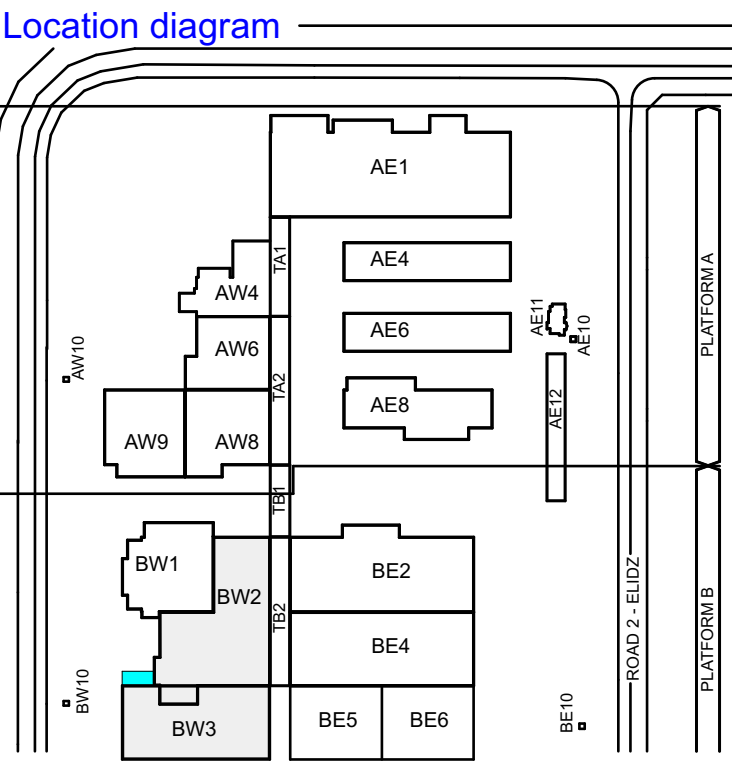 Location diagram
AE1
TA1
AE4
AW4
PLATFORM A
AE11
AE10
AE6
AW6
AW10
TA2
AE8
AE12
AW9
AW8
TB1
BW1
BE2
BW2
TB2
ROAD 2 - ELIDZ
PLATFORM B
BE4
BW10
BW3
BE5
BE6
BE10